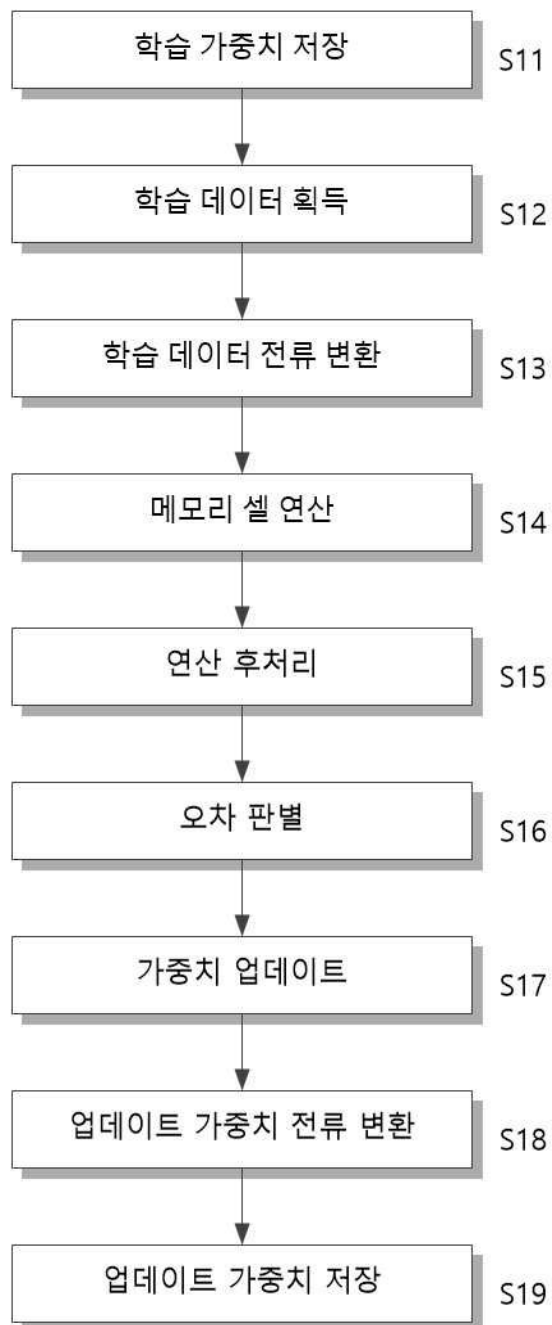 학습 가중치 저장
S11
학습 데이터 획득
S12
학습 데이터 전류 변환
S13
메모리 셀 연산
S14
연산 후처리
S15
오차 판별
S16
가중치 업데이트
S17
업데이트 가중치 전류 변환
S18
업데이트 가중치 저장
S19